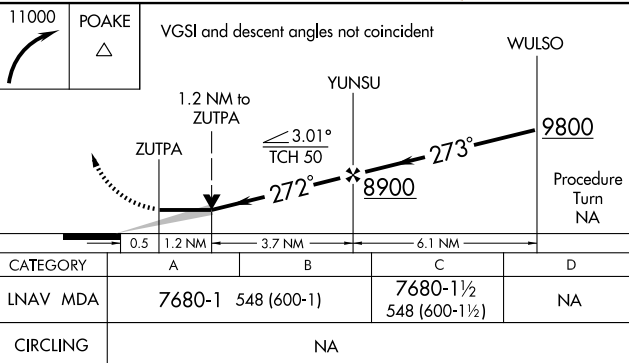 11000
POAKE
VGSI and descent angles not coincident
WULSO
YUNSU
1.2 NM to
ZUTPA
ZUTPA
3.01°
TCH 50
9800
273°
272°
8900
Procedure
Turn
NA
0.5
1.2 NM
3.7 NM
6.1 NM
CATEGORY A B C D
LNAV MDA 7680-1 548 (600-1) 7680-1½ NA
548 (600-1½)
CIRCLING NA